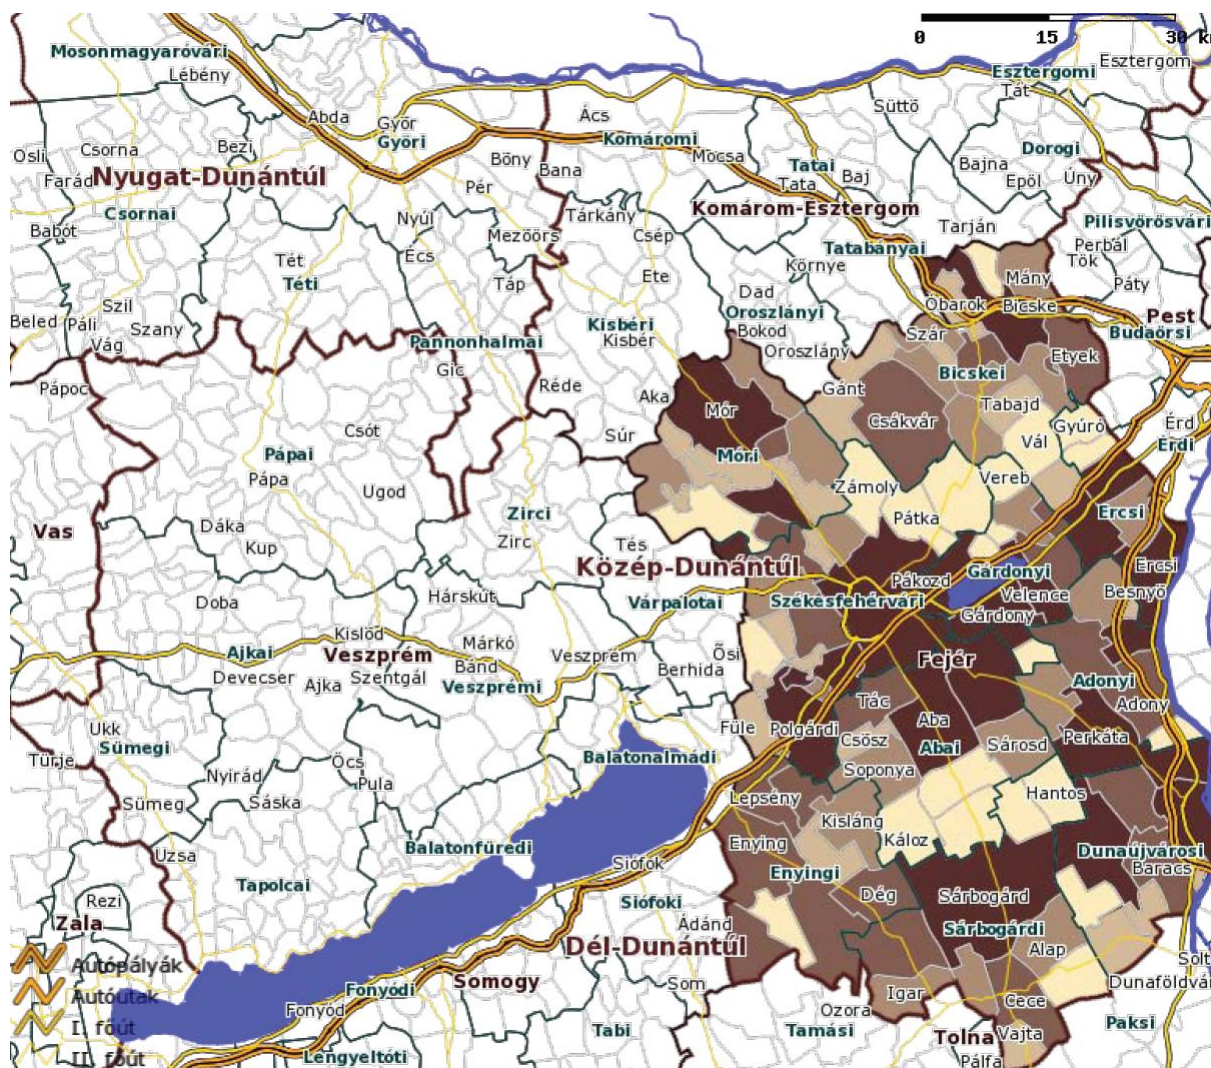 0 15 30 k
Mosonmagyaróvári
Lébény
Esztergom
Esztergomi
Tát
Süttő
Abda
Győr
Győri
Ács
Komáromi
Mocsa
Osli
Csorna
Bezi
Bőny
Bana
Tatai
Baj
Tata
Bajna
Epöl
Dorogi
Úny
Farád
Nyugat-Dunántúl
Pér
Csornai
Babót
Nyúl
Écs
Mezőörs
Tárkány
Csép
Komárom-Esztergom
Tarján
Pilisvörösvári
Tatabányai
Perbál
Tök
Páty
Tét
Téti
Táp
Ete
Környe
Mány
Dad
Oroszlányi
Bokod
Oroszlány
Óbarok
Bicske
Pest
Budaörsi
Szil
Beled
Páli
Szany
Vág
Pannonhalmai
Kisbéri
Kisbér
Szár
Etyek
Pápoc
Gic
Réde
Aka
Gánt
Bicskei
Mór
Csákvár
Tabajd
Gyúró
Érd
Érdi
Csót
Súr
Móri
Vál
Pápai
Pápa
Ugod
Zámoly
Vereb
Vas
Dáka
Kup
Zirci
Zirc
Tés
Pátka
Ercsi
Közép-Dunántúl
Gárdonyi
Ercsi
Pákozd
Velence
Besnyő
Doba
Hárskút
Várpalotai
Székesfehérvári
Gárdony
Kislőd
Márkó
Ajkai
Veszprém
Bánd
Veszprém
Ősi
Berhida
Fejér
Devecser
Ajka
Szentgál
Veszprémi
Adonyi
Ukk
Sümegi
Füle
Polgárdi
Tác
Aba
Abai
Adony
Csősz
Sárosd
Perkáta
Türje
Öcs
Pula
Balatonalmádi
Nyirád
Soponya
Sümeg
Sáska
Lepsény
Kisláng
Hantos
Uzsa
Balatonfüredi
Enying
Káloz
Dunaújvárosi
Baracs
Siófok
Enyingi
Tapolcai
Dég
Sárbogárd
Rezi
Siófoki
Zala
Ádánd
Sárbogárdi
Dél-Dunántúl
Alap
Autópályák
Solt
Somogy
Som
Dunaföldvár
Autóutak
Fonyódi
Igar
Cece
Fonyód
Ozora
I. főút
Tabi
Tamási
Tolna
Vajta
Paksi
II. főút
Lengyeltóti
Pálfa